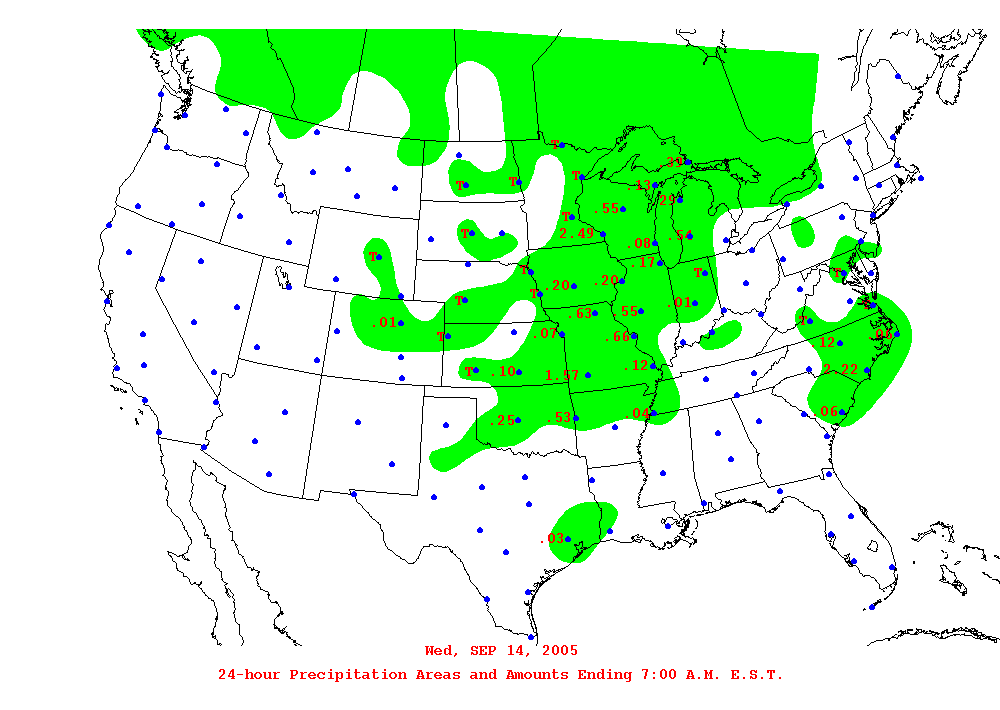 T
.39
T
T
T
.13
.29
.55
T
T
2.49
.54
.08
T
.17
T
T
T
.20
.20
T
T
.01
.63
.55
.01
.07
.66
T
T
.12
.12
T
.10
1.57
2.22
.25
.53
.04
.06
.03
Wed, SEP 14, 2005
24-hour Precipitation Areas and Amounts Ending 7:00 A.M. E.S.T.